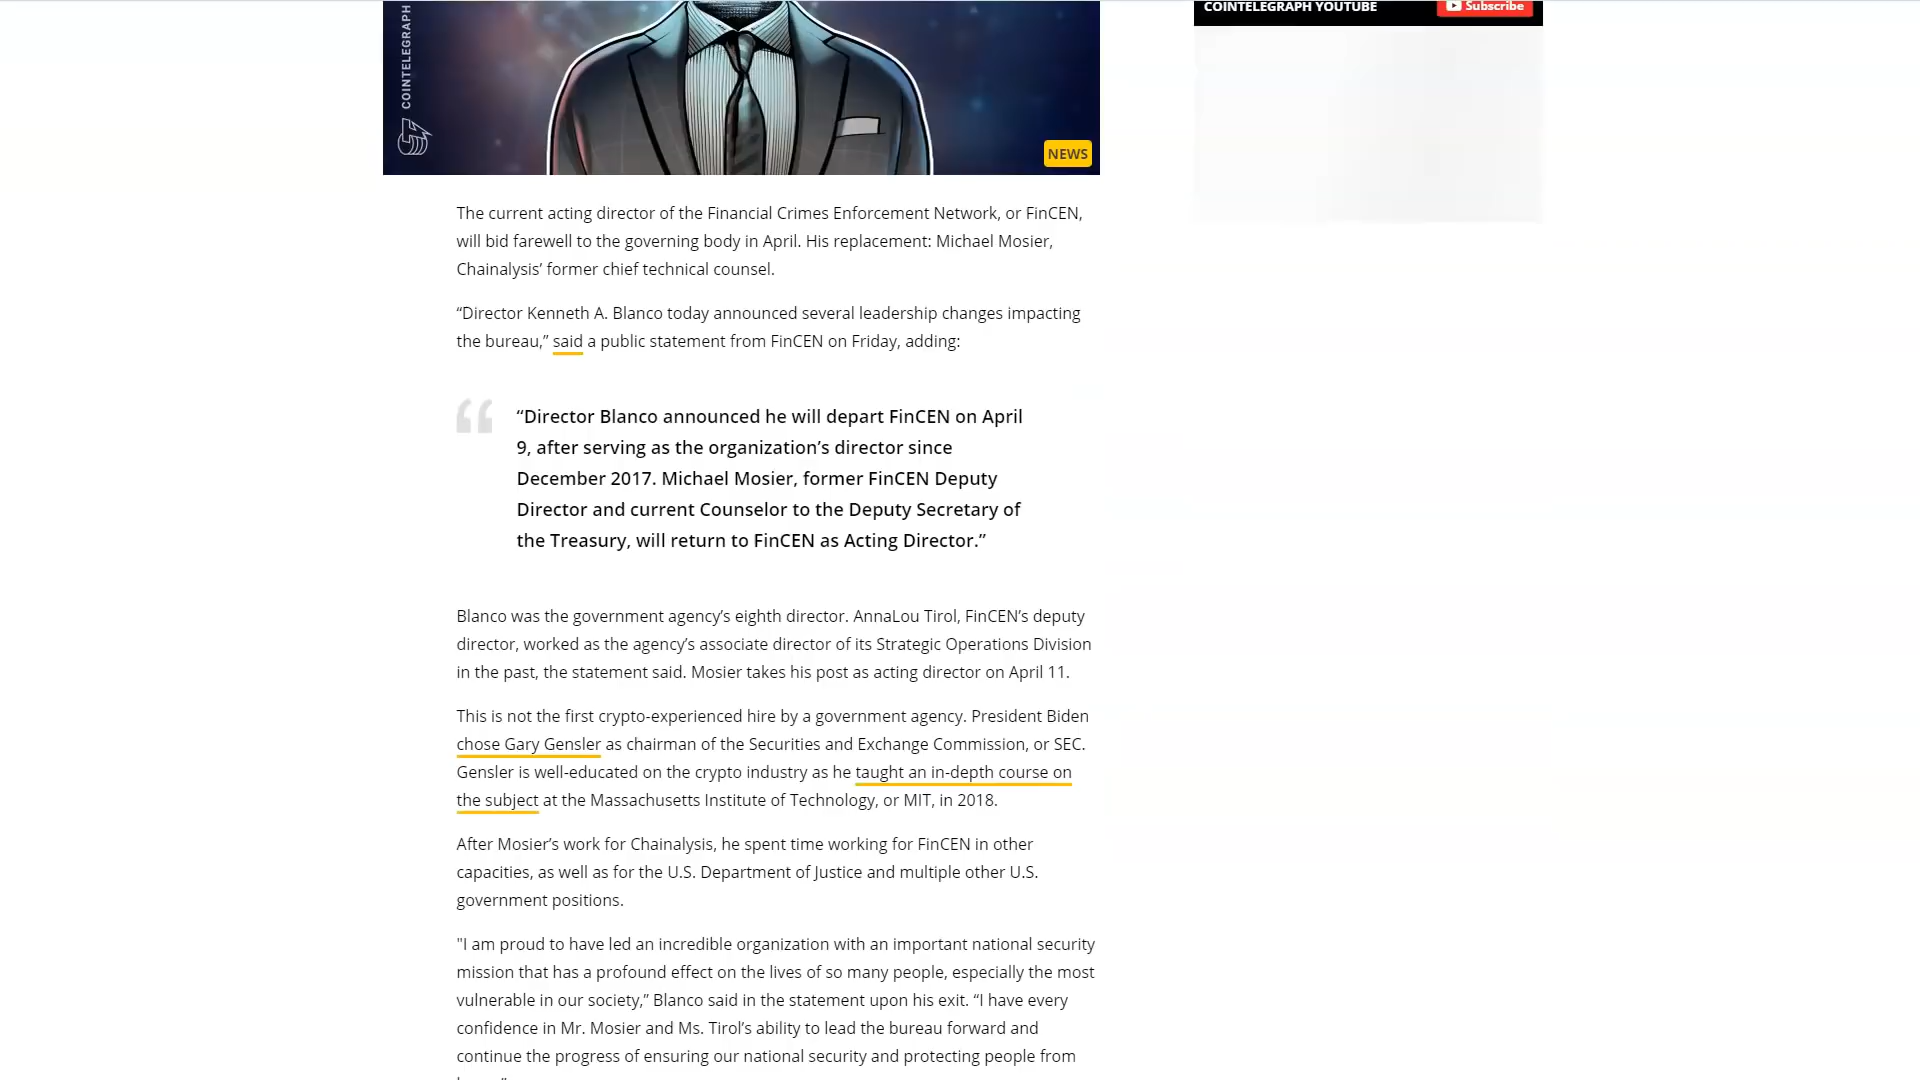 COINTELEGRAPH YOUTUBE
Subscribe
COINTELEGRAPH
NEWS
The current acting director of the Financial Crimes Enforcement Network, or FinCEN,
will bid farewell to the governing body in April. His replacement: Michael Mosier,
Chainalysis’ former chief technical counsel.
“Director Kenneth A. Blanco today announced several leadership changes impacting
the bureau,” said a public statement from FinCEN on Friday, adding:
“Director Blanco announced he will depart FinCEN on April
9, after serving as the organization’s director since
December 2017. Michael Mosier, former FinCEN Deputy
Director and current Counselor to the Deputy Secretary of
the Treasury, will return to FinCEN as Acting Director.”
Blanco was the government agency’s eighth director. AnnaLou Tirol, FinCEN’s deputy
director, worked as the agency’s associate director of its Strategic Operations Division
in the past, the statement said. Mosier takes his post as acting director on April 11.
This is not the first crypto-experienced hire by a government agency. President Biden
chose Gary Gensler as chairman of the Securities and Exchange Commission, or SEC.
Gensler is well-educated on the crypto industry as he taught an in-depth course on
the subject at the Massachusetts Institute of Technology, or MIT, in 2018.
After Mosier’s work for Chainalysis, he spent time working for FinCEN in other
capacities, as well as for the U.S. Department of Justice and multiple other U.S.
government positions.
"I am proud to have led an incredible organization with an important national security
mission that has a profound effect on the lives of so many people, especially the most
vulnerable in our society,” Blanco said in the statement upon his exit. “I have every
confidence in Mr. Mosier and Ms. Tirol’s ability to lead the bureau forward and
continue the progress of ensuring our national security and protecting people from